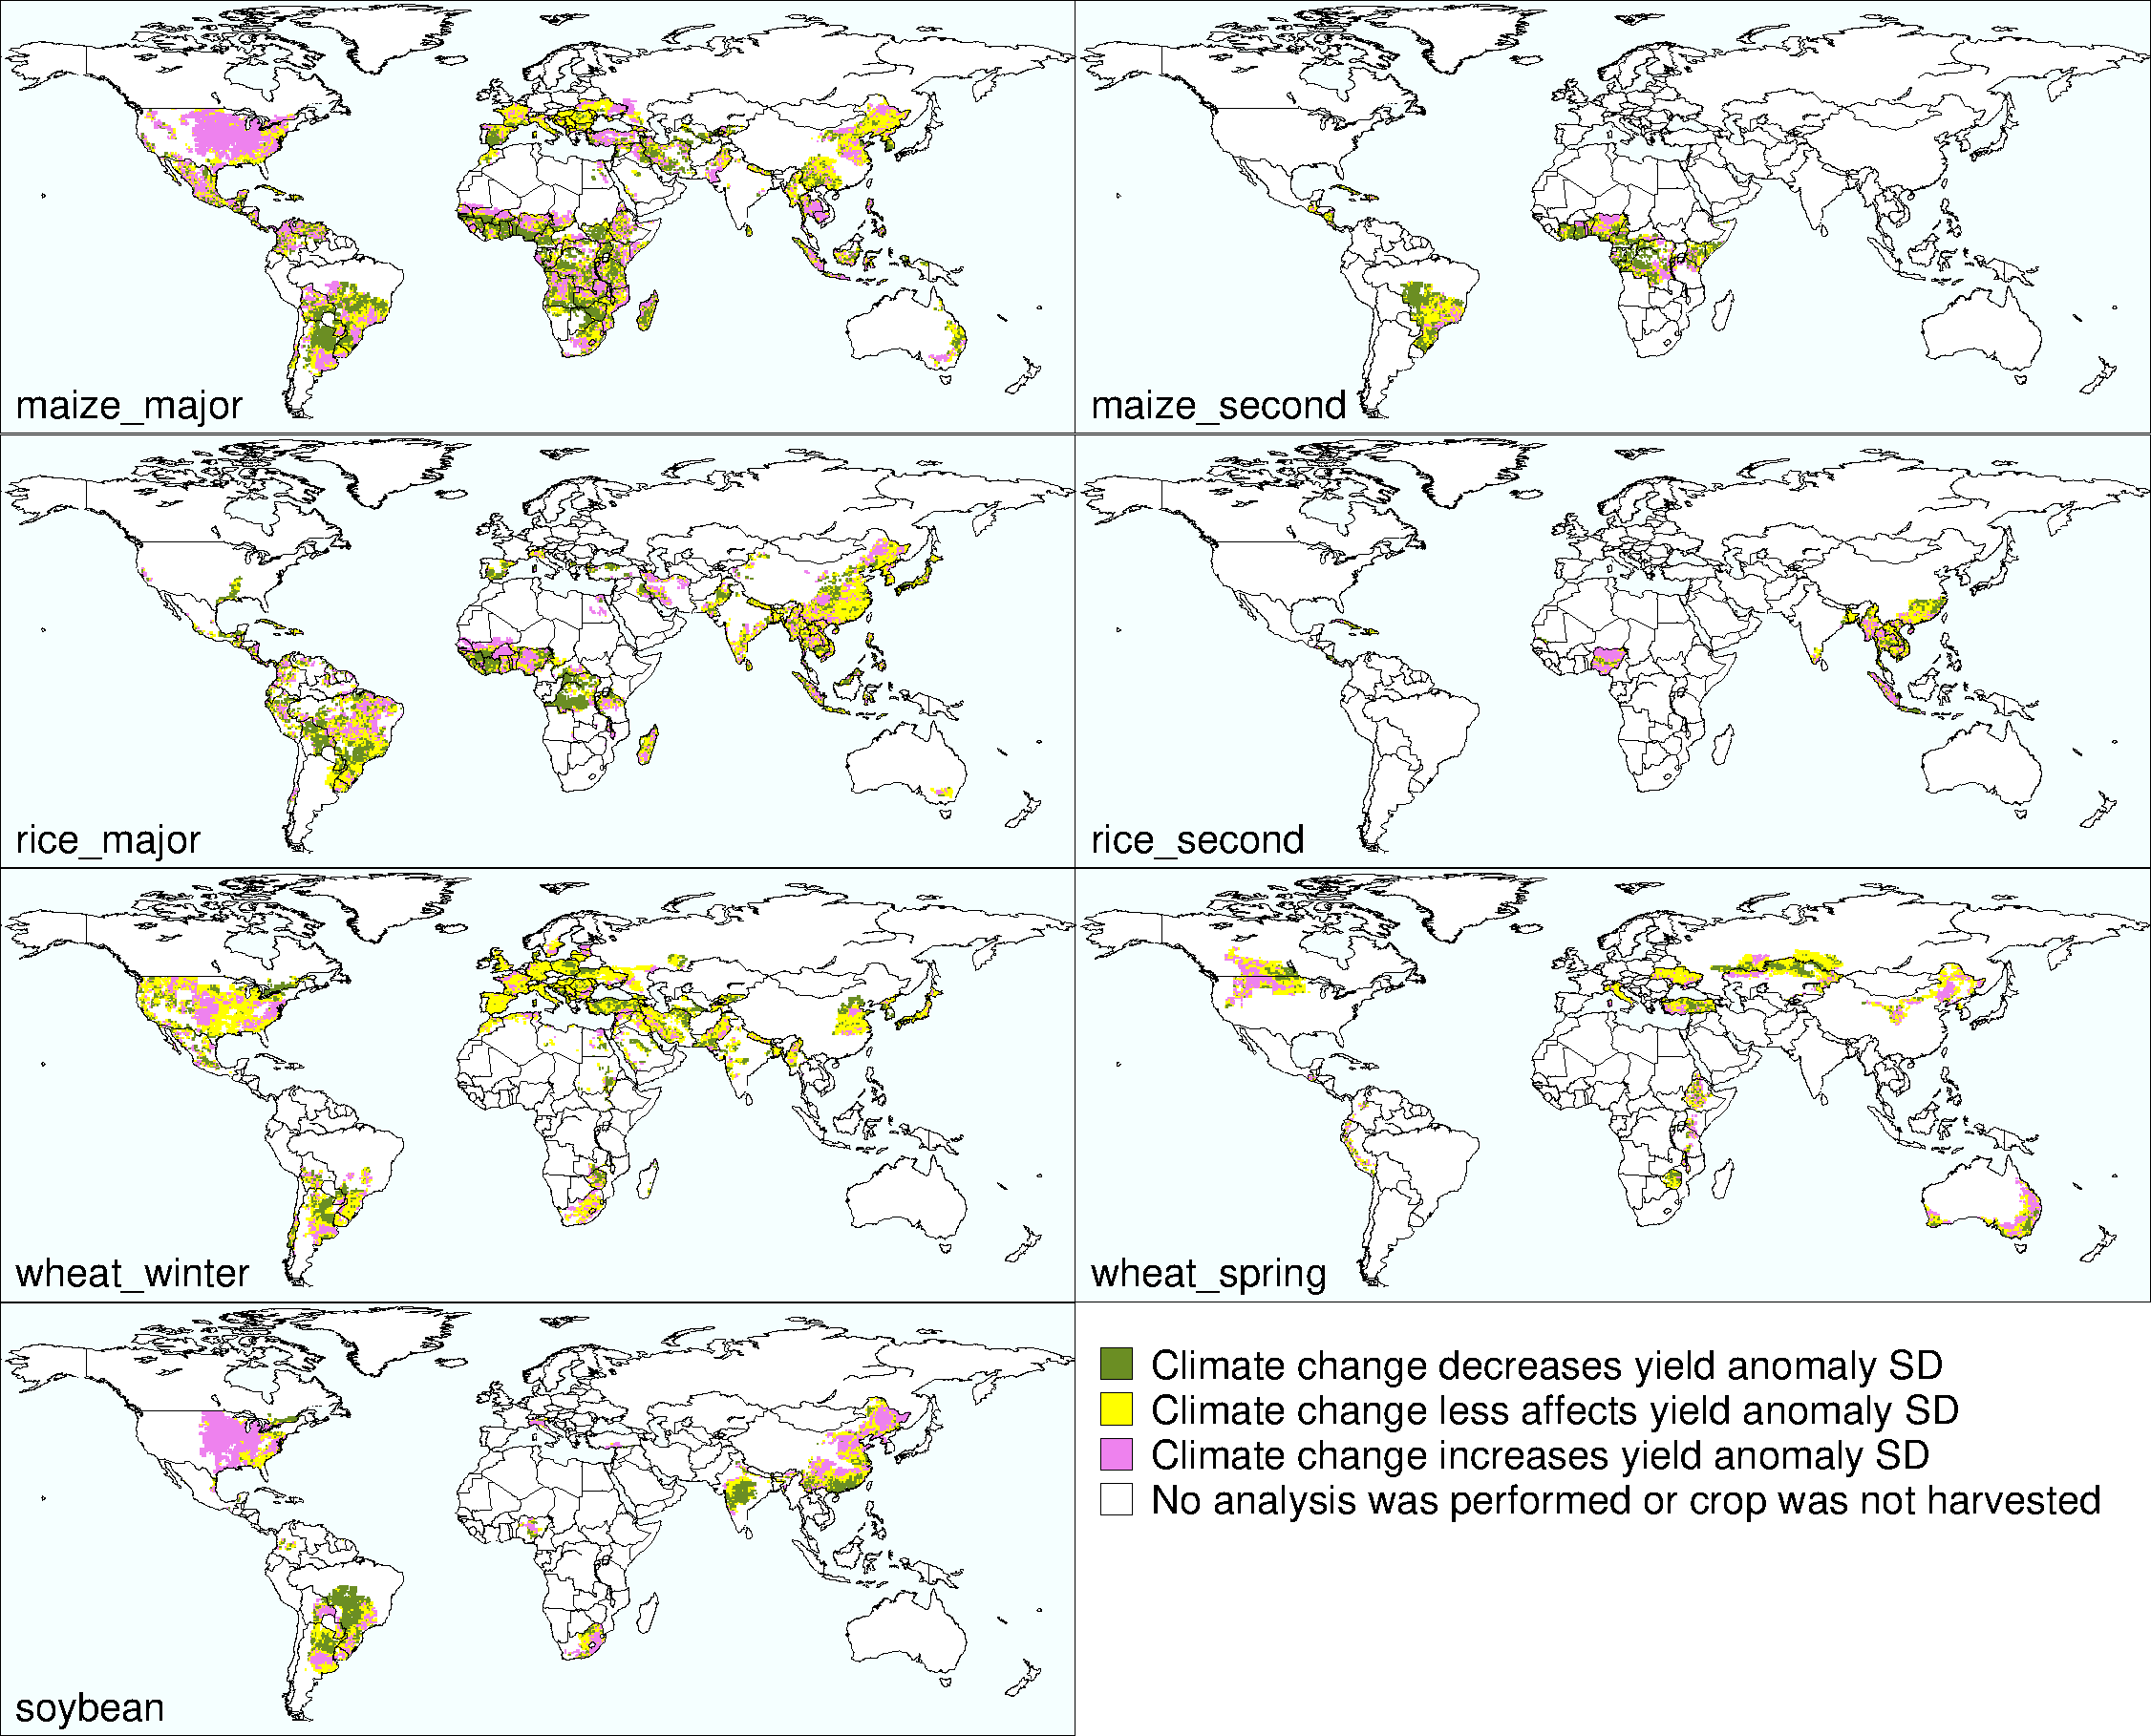 maize_major
maize_second
rice_major
rice_second
wheat_winter
wheat_spring
soybean
Climate change decreases yield anomaly SD
Climate change less affects yield anomaly SD
Climate change increases yield anomaly SD
No analysis was performed or crop was not harvested